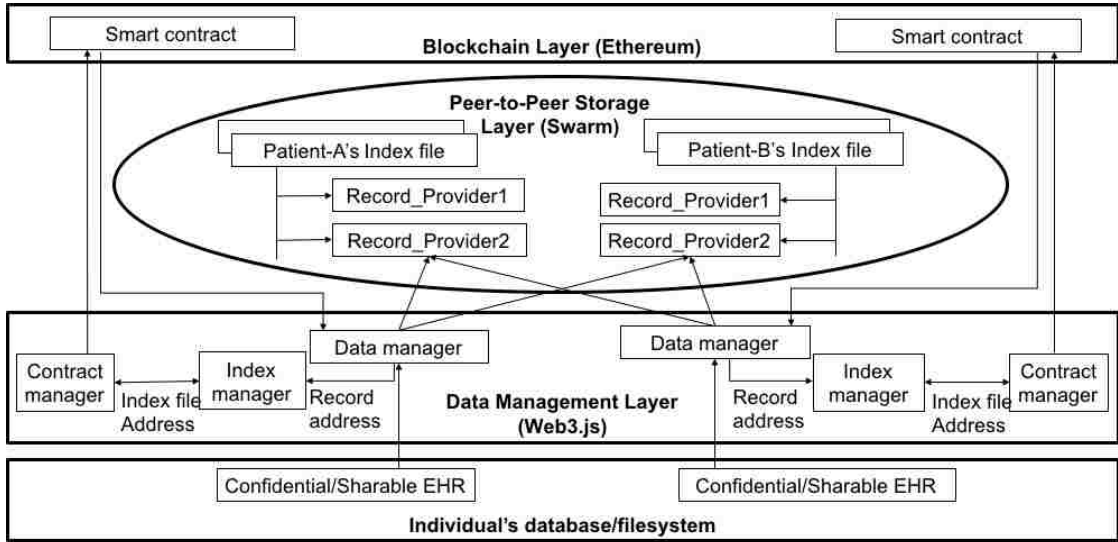 Smart contract
Smart contract
Blockchain Layer (Ethereum)
Peer-to-Peer Storage
Layer (Swarm)
Patient-A's Index file
Patient-B's Index file
Record_Provider1
Record_Provider1
Record_Provider2
Record_Provider2
Data manager
Data manager
Contract
manager
Index
manager
Index file
Address
Record
address
Data Management Layer
(Web3.js)
Record
address
Index
manager
Index file
Address
Contract
manager
Confidential/Sharable EHR
Confidential/Sharable EHR
Individual's database/filesystem